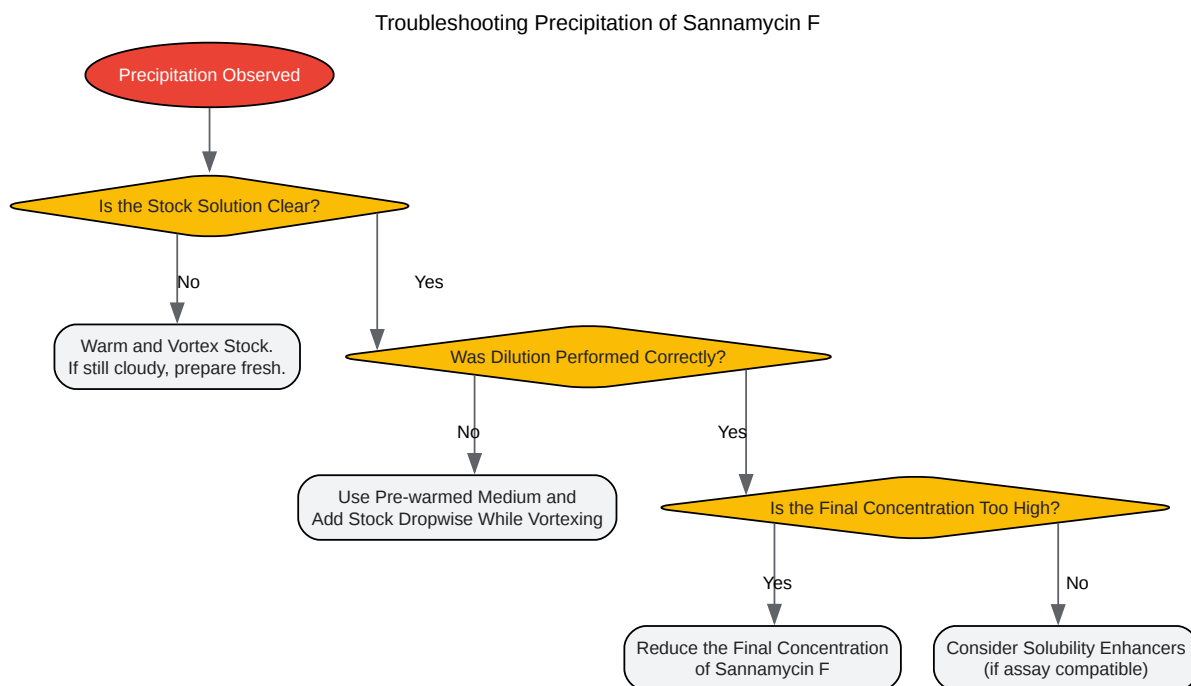 Troubleshooting Precipitation of Sannamycin F
Precipitation Observed
Is the Stock Solution Clear?
No
Yes
Warm and Vortex Stock.
If still cloudy, prepare fresh.
Was Dilution Performed Correctly?
No
Yes
Use Pre-warmed Medium and
Add Stock Dropwise While Vortexing
Is the Final Concentration Too High?
Yes
No
Reduce the Final Concentration
of Sannamycin F
Consider Solubility Enhancers
(if assay compatible)